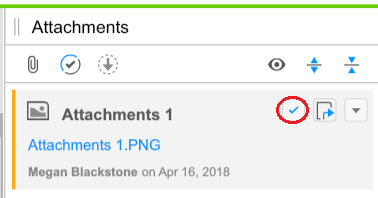 Attachments
Attachments 1
Attachments 1.PNG
Megan Blackstone on Apr 16, 2018